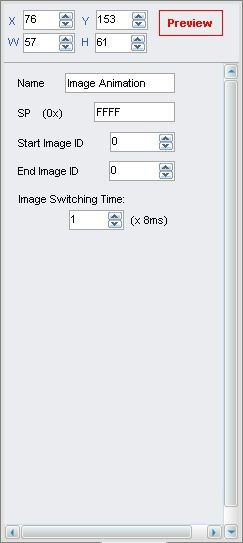 X 76 Y 153 Preview
W 57 H 61
Name Image Animation
SP (0x) FFFF
Start Image ID 0
End Image ID 0
Image Switching Time:
1 (x 8ms)